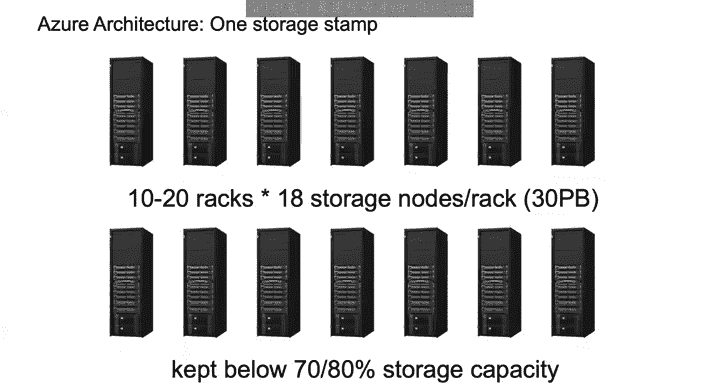 Azure Architecture: One storage stamp
10-20 racks * 18 storage nodes/rack (30PB)
kept below 70/80% storage capacity